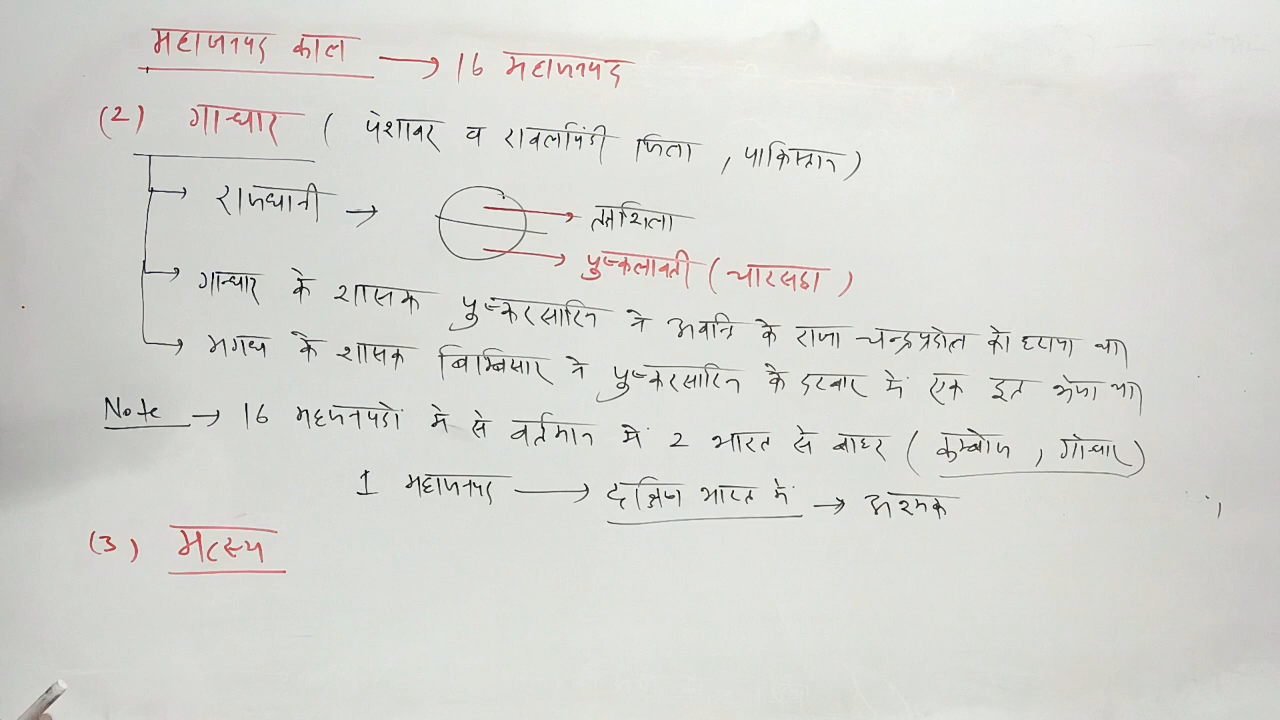 महाजनपद काल → 16 महाजनपद
(2) गान्धार ( पेशावर व रावलपिंडी जिला , पाकिस्तान )
राजधानी → तक्षशिला
पुष्कलावती ( चारसद्दा )
गान्धार के शासक पुष्करसारिन ने अवन्ति के राजा चन्द्रप्रद्योत को हराया था
मगध के शासक बिम्बिसार ने पुष्करसारिन के दरबार में एक दूत भेजा था
Note → 16 महाजनपदों में से वर्तमान में 2 भारत से बाहर ( कम्बोज , गांधार )
1 महाजनपद → दक्षिण भारत में → अश्मक
(3) मत्स्य